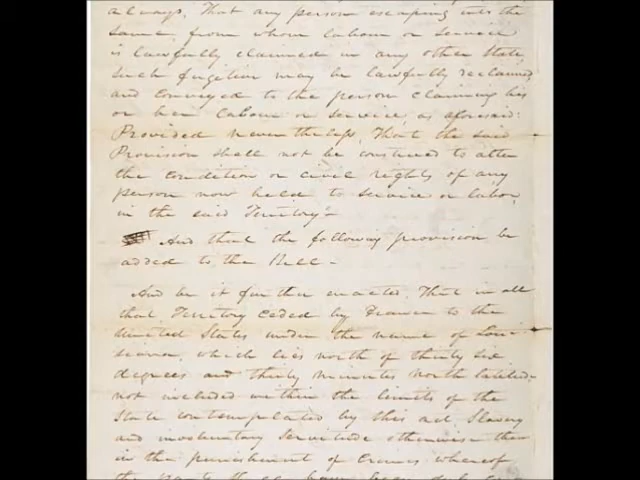 always, That any person escaping into the
same from whom labour or service
is lawfully claimed in any other State,
such fugitive may be lawfully reclaimed
and conveyed to the person claiming his
or her labour or service, as aforesaid:
Provided nevertheless, That the said
Provision shall not be construed to alter
the condition or civil rights of any
person now held to service or labor,
in the said Territory -
And that the following provision be
added to the Bill -
And be it further enacted, That in all
that Territory ceded by France to the
United States under the name of Loui-
siana, which lies north of thirty six
degrees and thirty minutes north latitude
not included within the limits of the
State contemplated by this act Slavery
and involuntary Servitude otherwise than
in the punishment of Crimes whereof
the party